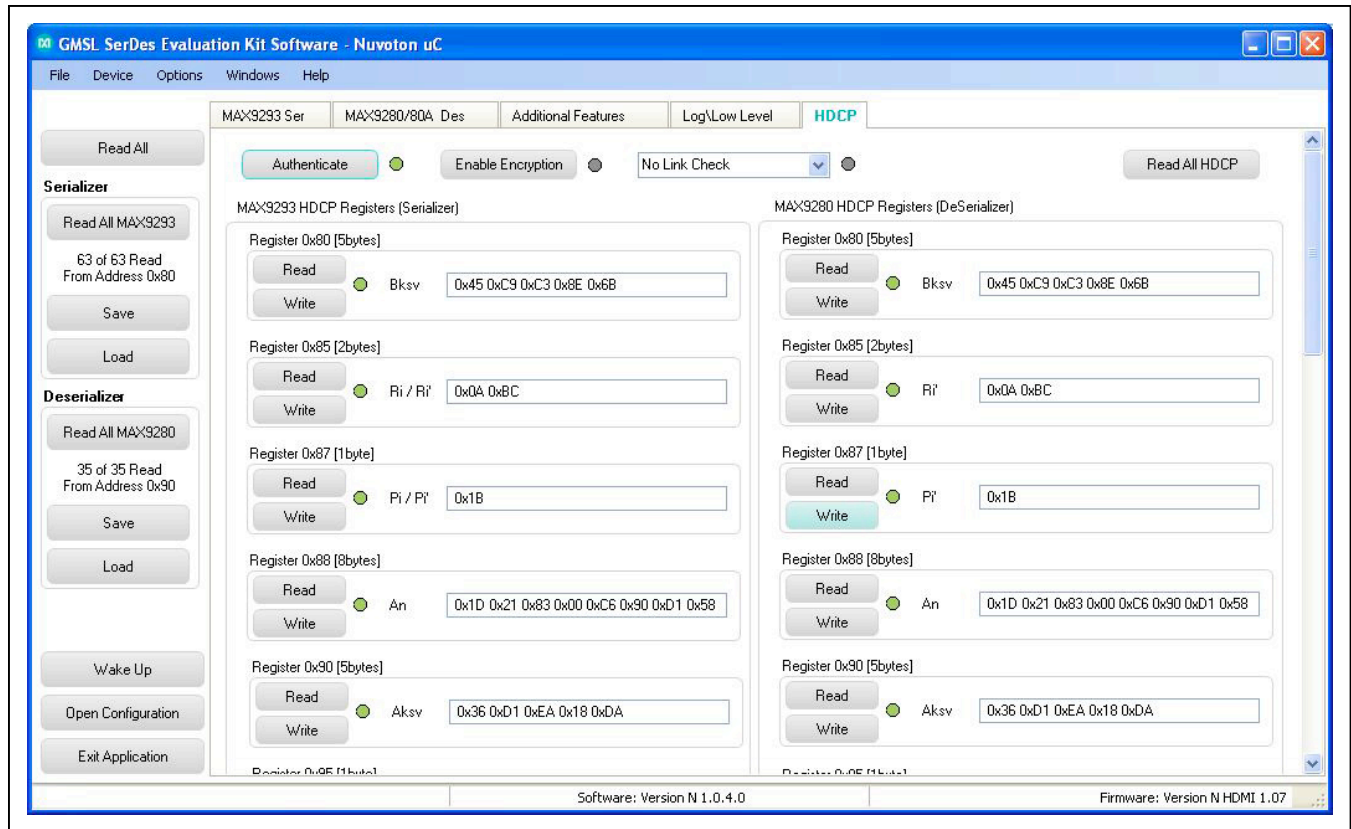 GMSL SerDes Evaluation Kit Software - Nuvoton uC
File Device Options Windows Help
MAX9293 Ser MAX9280/80A Des Additional Features Log\Low Level HDCP
Read All
Serializer
Read All MAX9293
63 of 63 Read
From Address 0x80
Save
Load
Deserializer
Read All MAX9280
35 of 35 Read
From Address 0x90
Save
Load
Wake Up
Open Configuration
Exit Application
Authenticate Enable Encryption No Link Check Read All HDCP
MAX9293 HDCP Registers (Serializer)
Register 0x80 [5bytes]
Read
Bksv 0x45 0xC9 0xC3 0x8E 0x6B
Write
Register 0x85 [2bytes]
Read
Ri / Ri' 0x0A 0xBC
Write
Register 0x87 [1byte]
Read
Pi / Pi' 0x1B
Write
Register 0x88 [8bytes]
Read
An 0x1D 0x21 0x83 0x00 0xC6 0x90 0xD1 0x58
Write
Register 0x90 [5bytes]
Read
Aksv 0x36 0xD1 0xEA 0x18 0xDA
Write
Register 0x95 [1byte]
MAX9280 HDCP Registers (DeSerializer)
Register 0x80 [5bytes]
Read
Bksv 0x45 0xC9 0xC3 0x8E 0x6B
Write
Register 0x85 [2bytes]
Read
Ri' 0x0A 0xBC
Write
Register 0x87 [1byte]
Read
Pi' 0x1B
Write
Register 0x88 [8bytes]
Read
An 0x1D 0x21 0x83 0x00 0xC6 0x90 0xD1 0x58
Write
Register 0x90 [5bytes]
Read
Aksv 0x36 0xD1 0xEA 0x18 0xDA
Write
Register 0x95 [1byte]
Software: Version N 1.0.4.0 Firmware: Version N HDMI 1.07